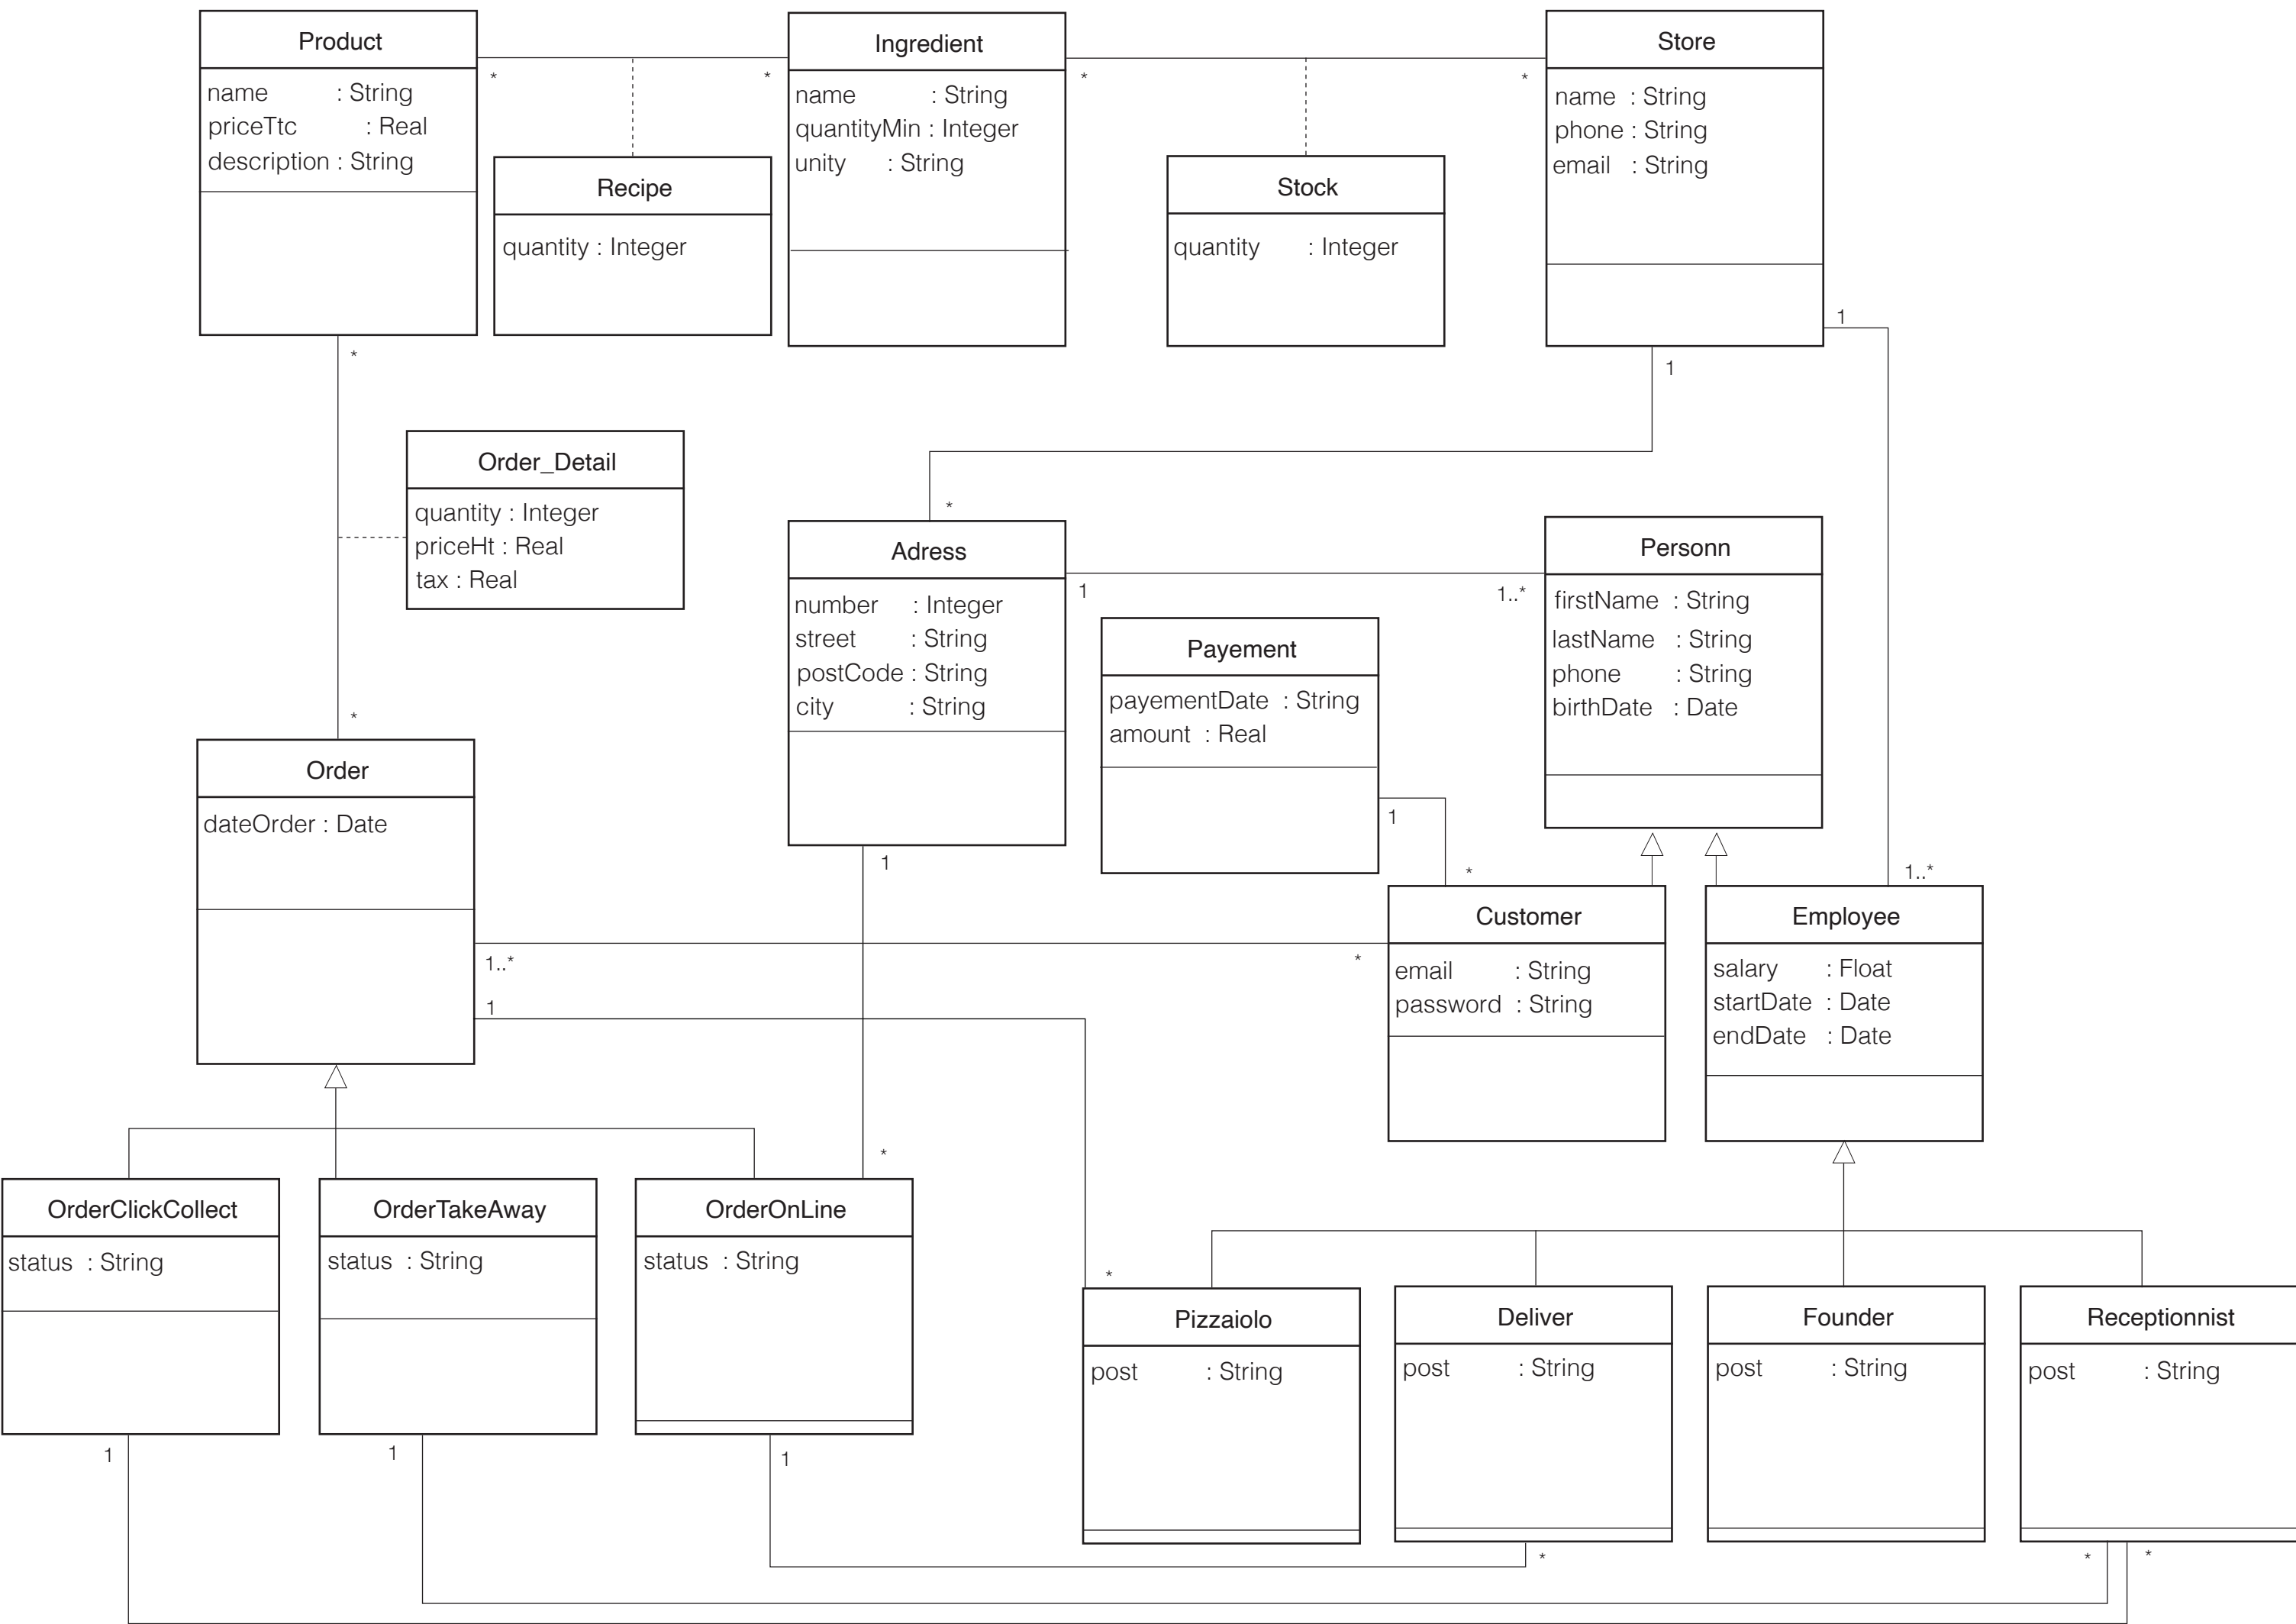 Product
name : String
priceTtc : Real
description : String
*
*
Recipe
quantity : Integer
Ingredient
name : String
quantityMin : Integer
unity : String
*
*
Stock
quantity : Integer
Store
name : String
phone : String
email : String
1
1
*
Order_Detail
quantity : Integer
priceHt : Real
tax : Real
*
*
Adress
number : Integer
street : String
postCode : String
city : String
1
1..*
Personn
firstName : String
lastName : String
phone : String
birthDate : Date
Payement
payementDate : String
amount : Real
1
*
Order
dateOrder : Date
1
1..*
*
1
Customer
email : String
password : String
1..*
Employee
salary : Float
startDate : Date
endDate : Date
*
OrderClickCollect
status : String
OrderTakeAway
status : String
OrderOnLine
status : String
*
Pizzaiolo
post : String
Deliver
post : String
Founder
post : String
Receptionnist
post : String
1
1
1
*
*
*